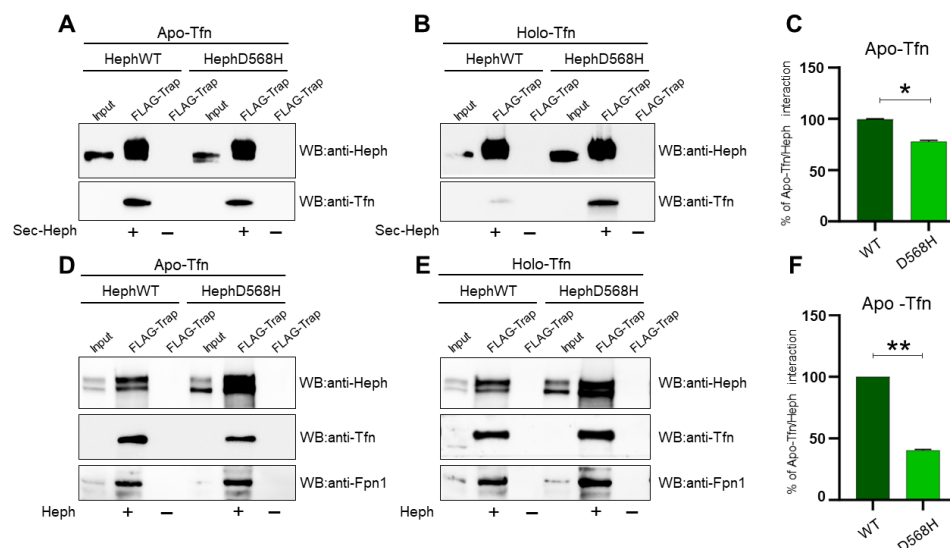 A
Apo-Tfn
HephWT HephD568H
Input FLAG-Trap FLAG-Trap Input FLAG-Trap FLAG-Trap
WB:anti-Heph
WB:anti-Tfn
Sec-Heph + − + −
B
Holo-Tfn
HephWT HephD568H
Input FLAG-Trap FLAG-Trap Input FLAG-Trap FLAG-Trap
WB:anti-Heph
WB:anti-Tfn
Sec-Heph + − + −
C
Apo-Tfn
% of Apo-Tfn/Heph interaction
150
100
50
0
*
WT D568H
D
Apo-Tfn
HephWT HephD568H
Input FLAG-Trap FLAG-Trap Input FLAG-Trap FLAG-Trap
WB:anti-Heph
WB:anti-Tfn
WB:anti-Fpn1
Heph + − + −
E
Holo-Tfn
HephWT HephD568H
Input FLAG-Trap FLAG-Trap Input FLAG-Trap FLAG-Trap
WB:anti-Heph
WB:anti-Tfn
WB:anti-Fpn1
Heph + − + −
F
Apo -Tfn
% of Apo-Tfn/Heph interaction
150
100
50
0
**
WT D568H